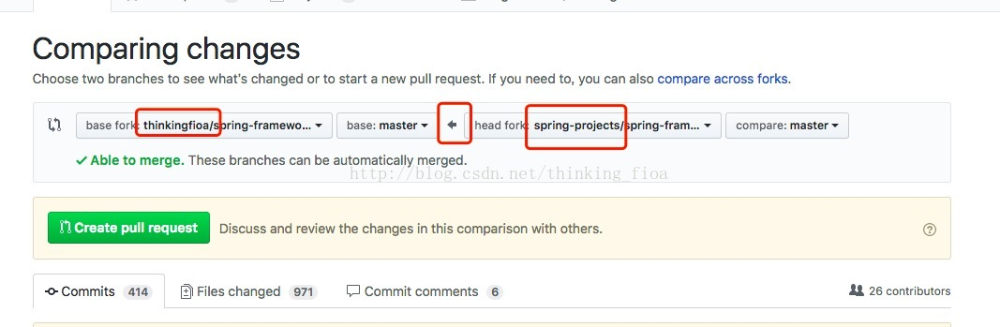 Comparing changes
Choose two branches to see what's changed or to start a new pull request. If you need to, you can also compare across forks.
base fork: thinkingfioa/spring-framewo... base: master head fork: spring-projects/spring-fram... compare: master
Able to merge. These branches can be automatically merged.
http://blog.csdn.net/thinking_fioa
Create pull request Discuss and review the changes in this comparison with others.
Commits 414 Files changed 971 Commit comments 6 26 contributors